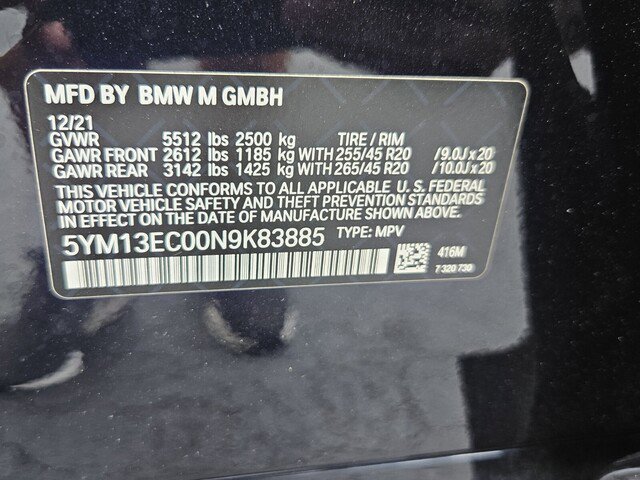 MFD BY BMW M GMBH
12/21
GVWR 5512 lbs 2500 kg TIRE / RIM
GAWR FRONT 2612 lbs 1185 kg WITH 255/45 R20 / 9.0J x 20
GAWR REAR 3142 lbs 1425 kg WITH 265/45 R20 / 10.0J x 20
THIS VEHICLE CONFORMS TO ALL APPLICABLE U.S. FEDERAL
MOTOR VEHICLE SAFETY AND THEFT PREVENTION STANDARDS
IN EFFECT ON THE DATE OF MANUFACTURE SHOWN ABOVE.
5YM13EC00N9K83885 TYPE: MPV
416M
7 320 730